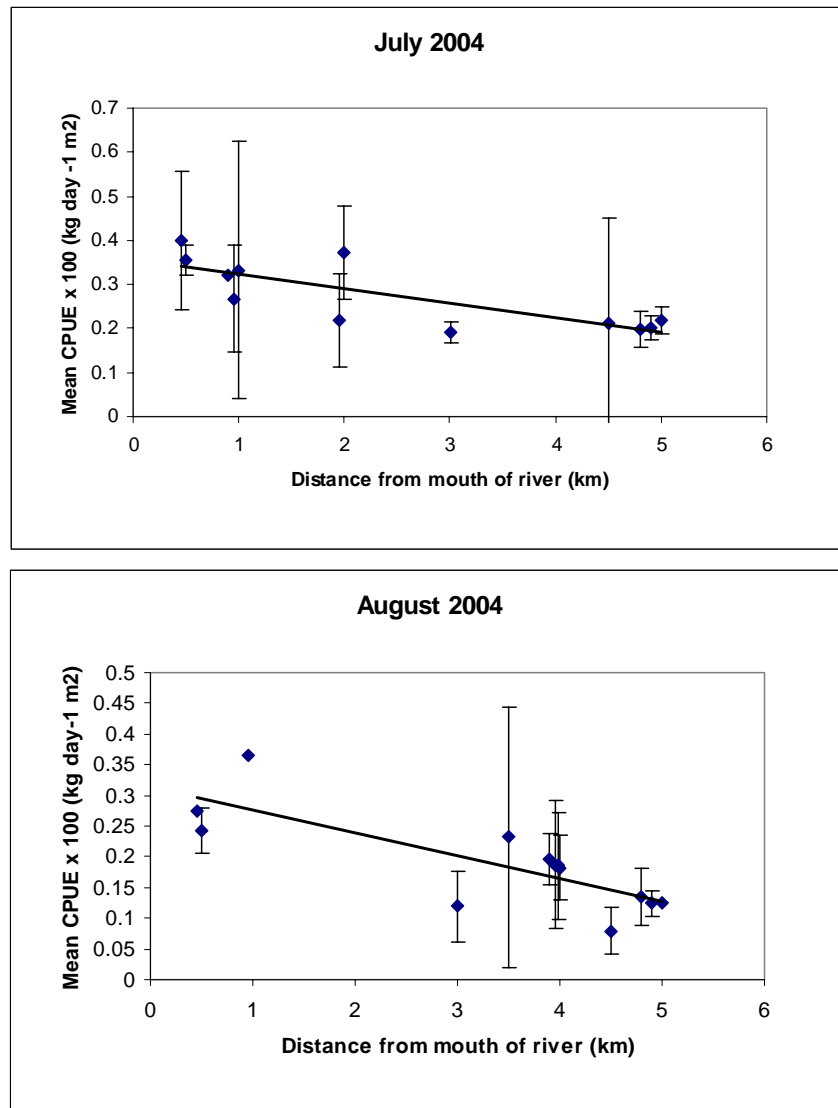 July 2004
Mean CPUE x 100 (kg day -1 m2)
0.7
0.6
0.5
0.4
0.3
0.2
0.1
0
0 1 2 3 4 5 6
Distance from mouth of river (km)
August 2004
Mean CPUE x 100 (kg day-1 m2)
0.5
0.45
0.4
0.35
0.3
0.25
0.2
0.15
0.1
0.05
0
0 1 2 3 4 5 6
Distance from mouth of river (km)